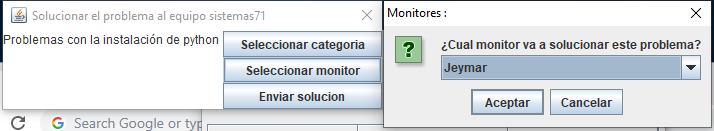 Solucionar el problema al equipo sistemas71
Problemas con la instalación de python
Seleccionar categoria
Seleccionar monitor
Enviar solucion
Monitores :
¿Cual monitor va a solucionar este problema?
Jeymar
Aceptar
Cancelar
Search Google or typ